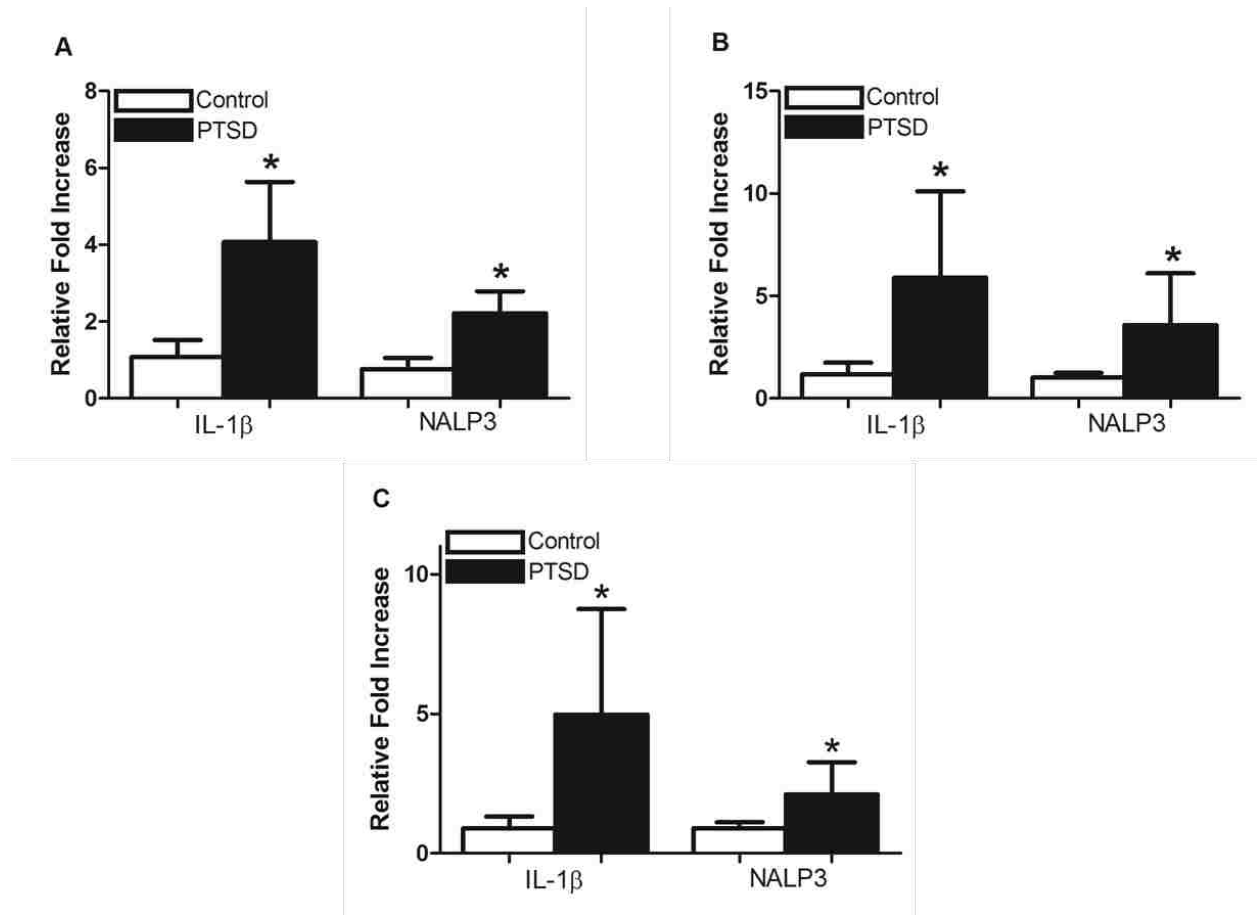 A
Relative Fold Increase
8
6
4
2
0
Control
PTSD
*
*
IL-1β
NALP3
B
Relative Fold Increase
15
10
5
0
Control
PTSD
*
*
IL-1β
NALP3
C
Relative Fold Increase
10
5
0
Control
PTSD
*
*
IL-1β
NALP3